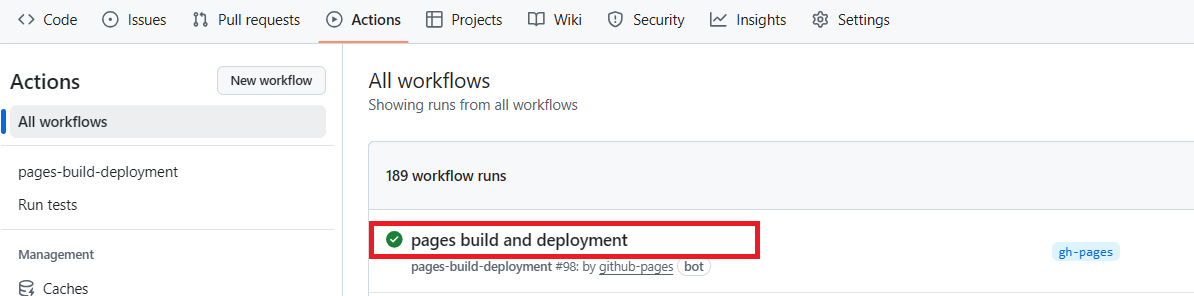 Code Issues Pull requests Actions Projects Wiki Security Insights Settings
Actions
New workflow
All workflows
pages-build-deployment
Run tests
Management
Caches
All workflows
Showing runs from all workflows
189 workflow runs
pages build and deployment
pages-build-deployment #98: by github-pages bot
gh-pages